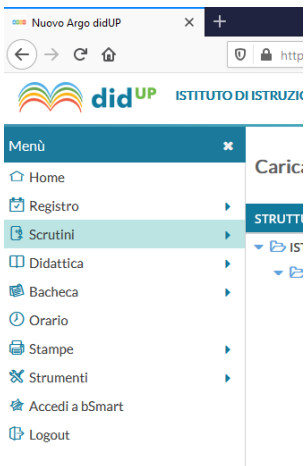 Nuovo Argo didUP
http
didUP
ISTITUTO DI ISTRUZIO
Menù
Carica
Home
Registro
STRUTTU
Scrutini
IST
Didattica
Bacheca
Orario
Stampe
Strumenti
Accedi a bSmart
Logout